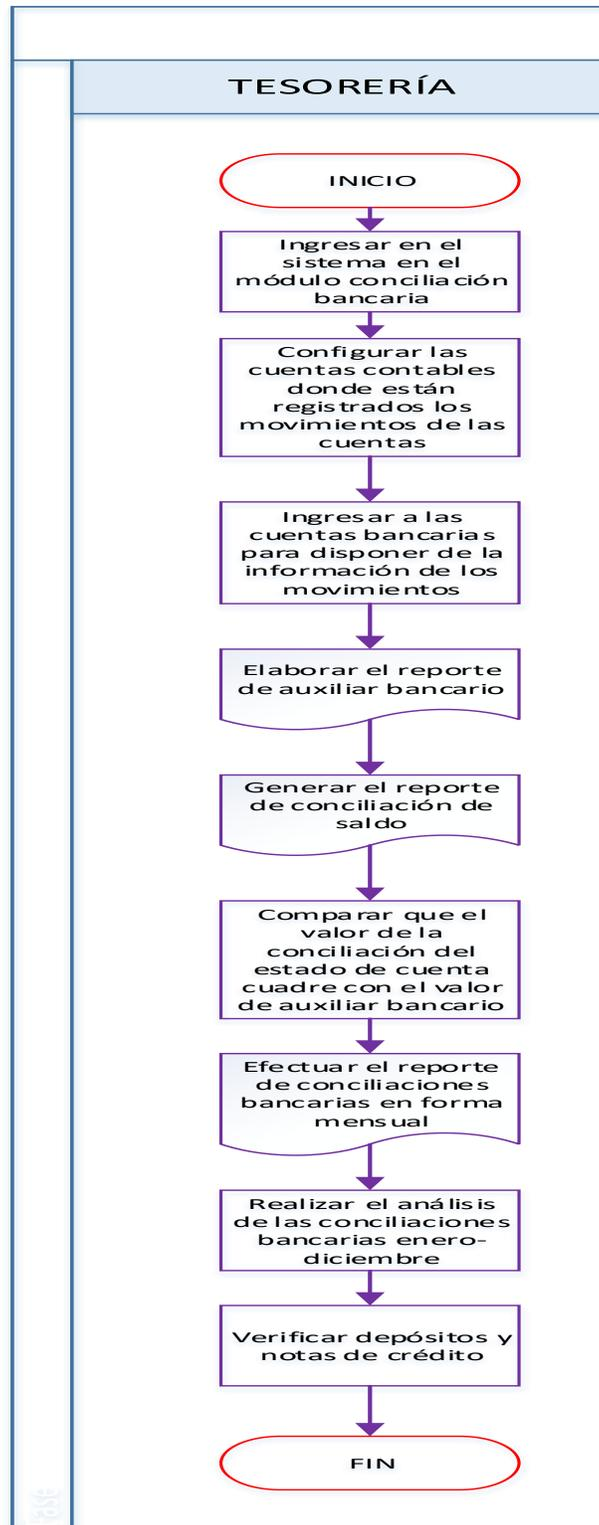 TESORERÍA
INICIO
Ingresar en el
sistema en el
módulo conciliación
bancaria
Configurar las
cuentas contables
donde están
registrados los
movimientos de las
cuentas
Ingresar a las
cuentas bancarias
para disponer de la
información de los
movimientos
Elaborar el reporte
de auxiliar bancario
Generar el reporte
de conciliación de
saldo
Comparar que el
valor de la
conciliación del
estado de cuenta
cuadre con el valor
de auxiliar bancario
Efectuar el reporte
de conciliaciones
bancarias en forma
mensual
Realizar el análisis
de las conciliaciones
bancarias enero-
diciembre
Verificar depósitos y
notas de crédito
FIN